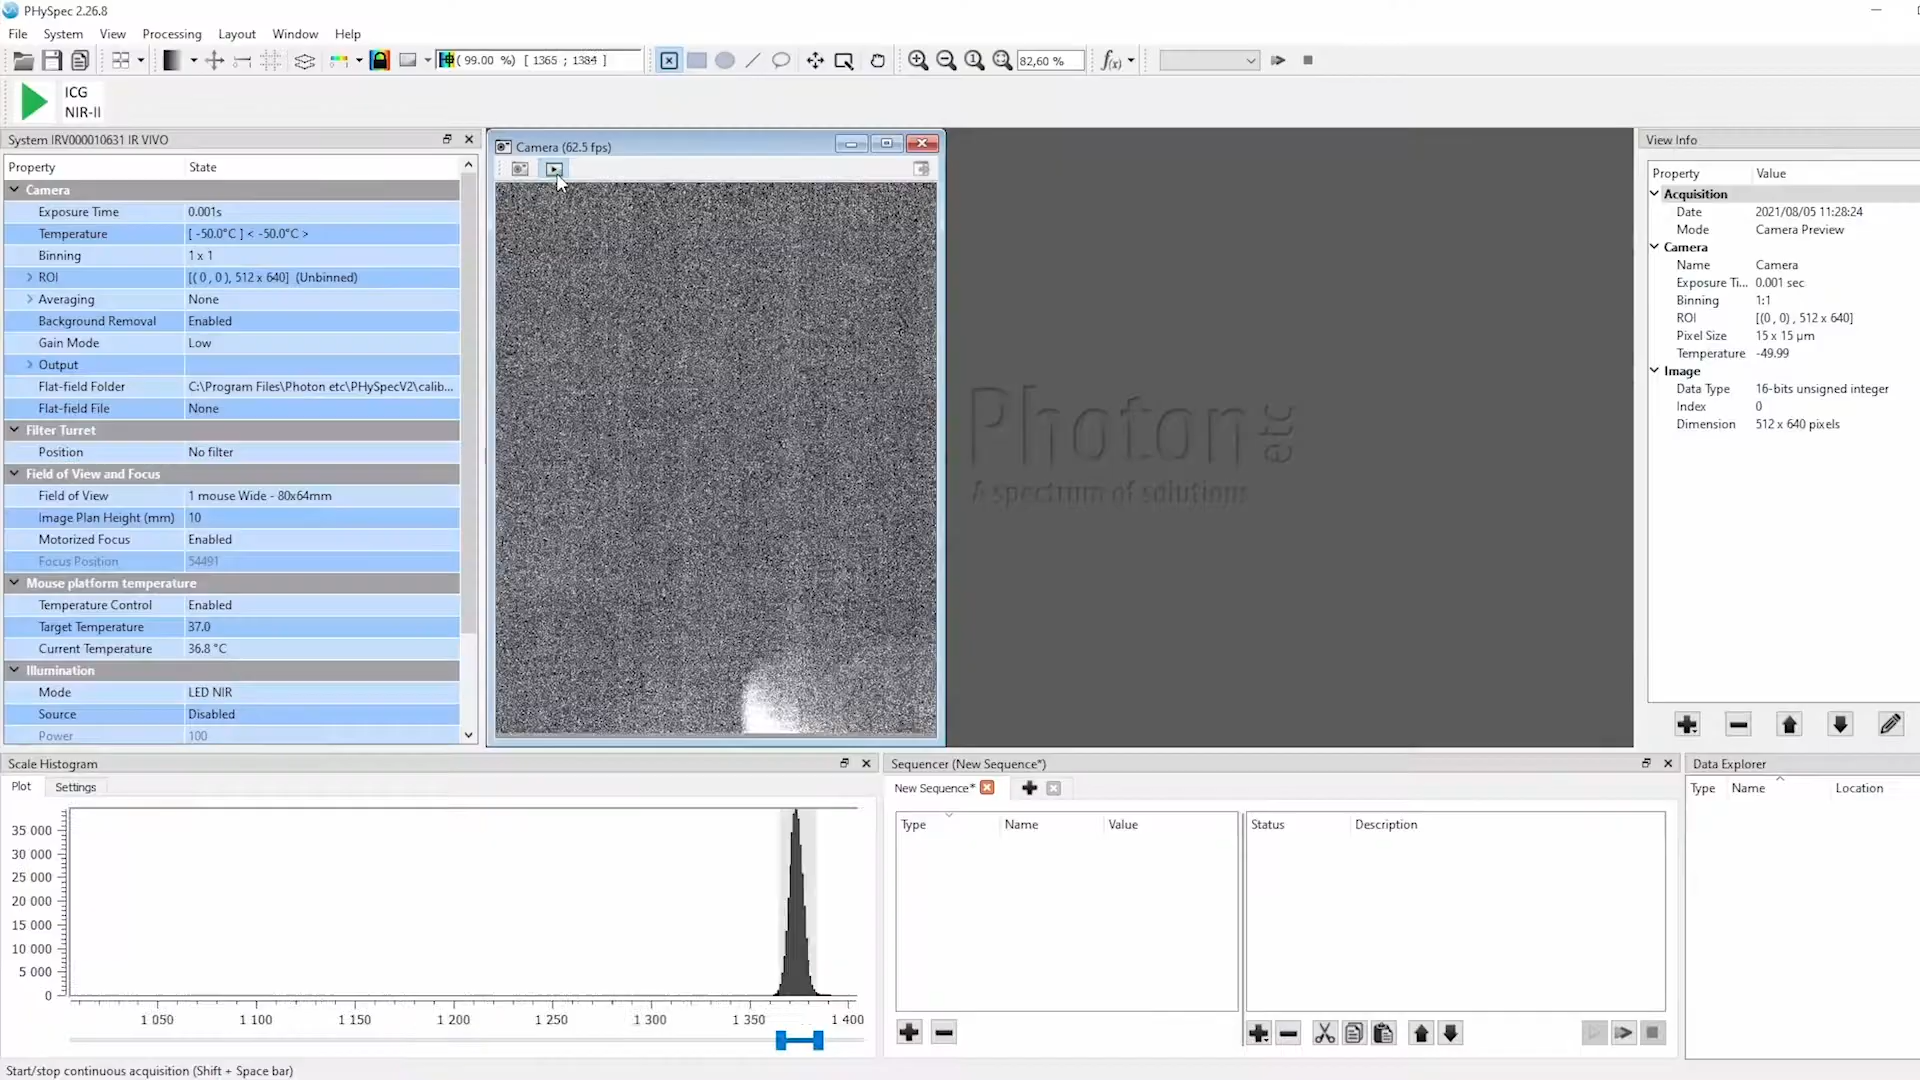 PHySpec 2.26.8
File System View Processing Layout Window Help
( 99.00 %) [ 1365 ; 1384 ]
82,60 %
f(x)
ICG
NIR-II
System IRV000010631 IR VIVO
Property State
Camera
Exposure Time 0.001s
Temperature [ -50.0°C ] < -50.0°C >
Binning 1 x 1
ROI [( 0 , 0 ), 512 x 640] (Unbinned)
Averaging None
Background Removal Enabled
Gain Mode Low
Output
Flat-field Folder C:\Program Files\Photon etc\PHySpecV2\calib...
Flat-field File None
Filter Turret
Position No filter
Field of View and Focus
Field of View 1 mouse Wide - 80x64mm
Image Plan Height (mm) 10
Motorized Focus Enabled
Focus Position 54491
Mouse platform temperature
Temperature Control Enabled
Target Temperature 37.0
Current Temperature 36.8 °C
Illumination
Mode LED NIR
Source Disabled
Power 100
Camera (62.5 fps)
Photon etc
A spectrum of solutions
View Info
Property Value
Acquisition
Date 2021/08/05 11:28:24
Mode Camera Preview
Camera
Name Camera
Exposure Ti... 0.001 sec
Binning 1:1
ROI [(0 , 0) , 512 x 640]
Pixel Size 15 x 15 µm
Temperature -49.99
Image
Data Type 16-bits unsigned integer
Index 0
Dimension 512 x 640 pixels
Scale Histogram
Plot Settings
35 000
30 000
25 000
20 000
15 000
10 000
5 000
0
1 050 1 100 1 150 1 200 1 250 1 300 1 350 1 400
Sequencer (New Sequence*)
New Sequence*
Type Name Value
Status Description
Data Explorer
Type Name Location
Start/stop continuous acquisition (Shift + Space bar)